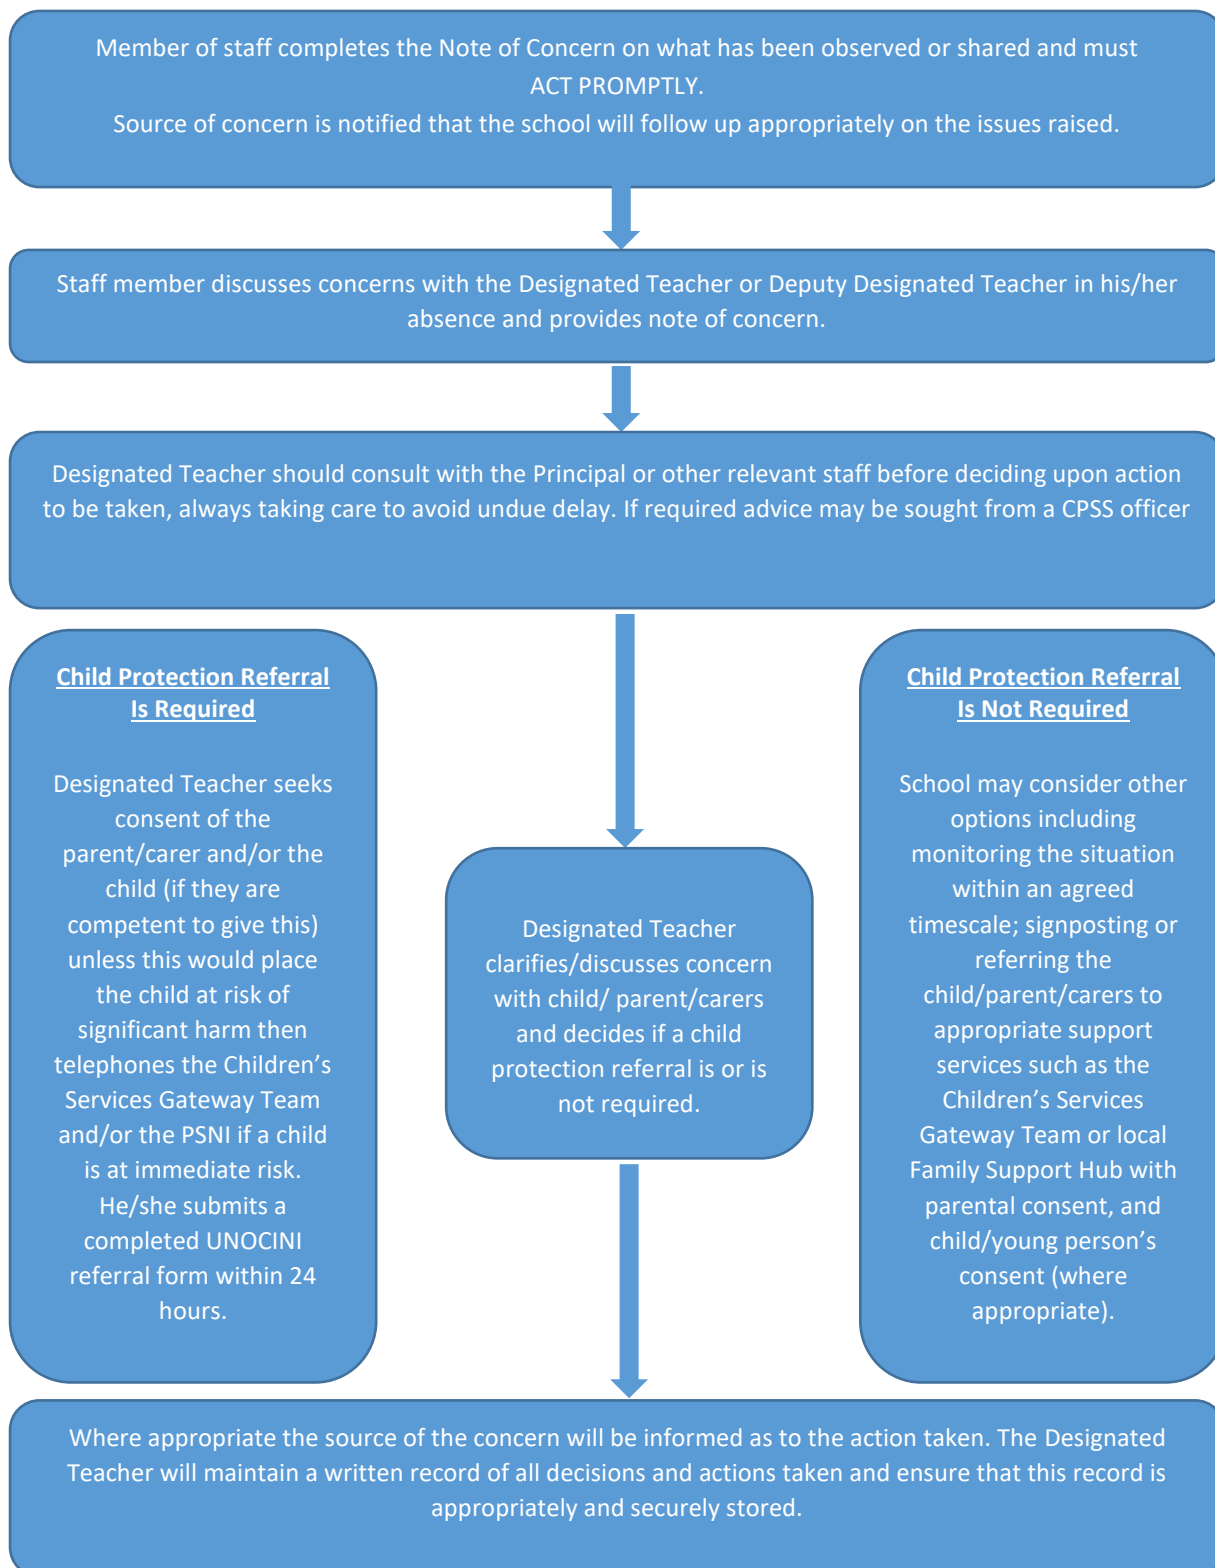 Member of staff completes the Note of Concern on what has been observed or shared and must
ACT PROMPTLY.
Source of concern is notified that the school will follow up appropriately on the issues raised.
Staff member discusses concerns with the Designated Teacher or Deputy Designated Teacher in his/her
absence and provides note of concern.
Designated Teacher should consult with the Principal or other relevant staff before deciding upon action
to be taken, always taking care to avoid undue delay. If required advice may be sought from a CPSS officer
Child Protection Referral
Is Required
Designated Teacher seeks
consent of the
parent/carer and/or the
child (if they are
competent to give this)
unless this would place
the child at risk of
significant harm then
telephones the Children’s
Services Gateway Team
and/or the PSNI if a child
is at immediate risk.
He/she submits a
completed UNOCINI
referral form within 24
hours.
Designated Teacher
clarifies/discusses concern
with child/ parent/carers
and decides if a child
protection referral is or is
not required.
Child Protection Referral
Is Not Required
School may consider other
options including
monitoring the situation
within an agreed
timescale; signposting or
referring the
child/parent/carers to
appropriate support
services such as the
Children’s Services
Gateway Team or local
Family Support Hub with
parental consent, and
child/young person’s
consent (where
appropriate).
Where appropriate the source of the concern will be informed as to the action taken. The Designated
Teacher will maintain a written record of all decisions and actions taken and ensure that this record is
appropriately and securely stored.